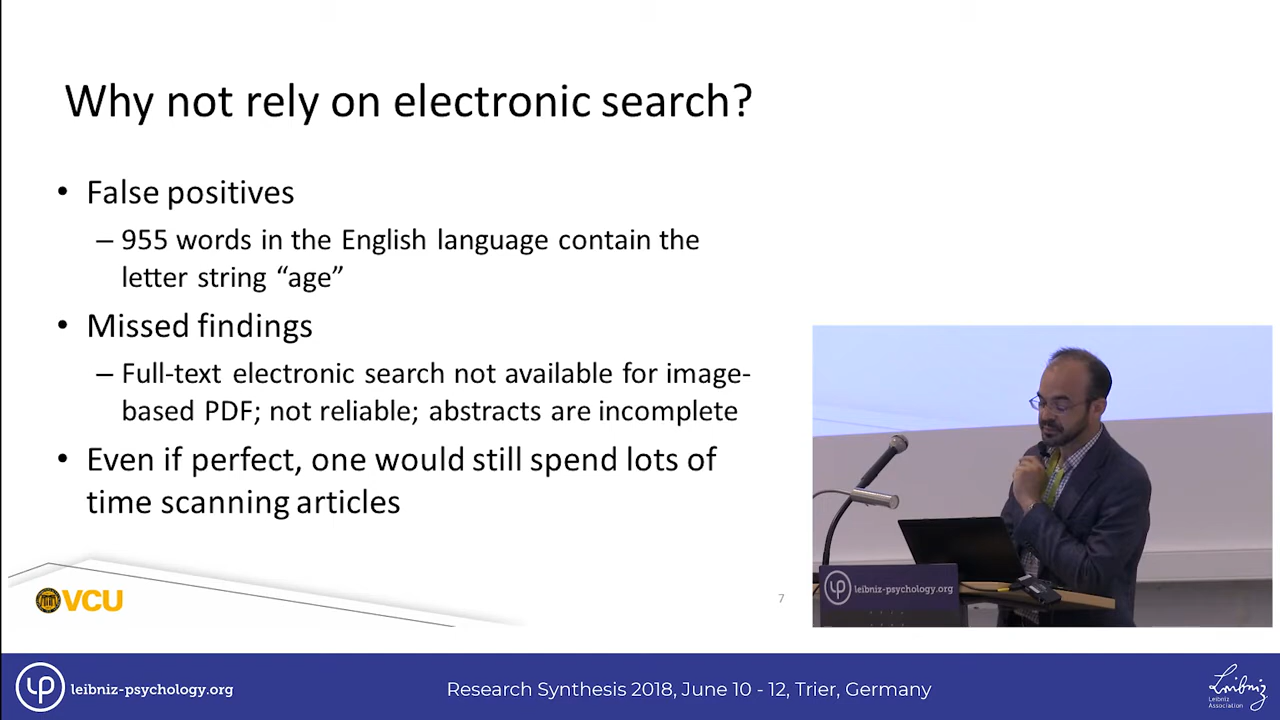 Why not rely on electronic search?
• False positives
– 955 words in the English language contain the
letter string “age”
• Missed findings
– Full-text electronic search not available for image-
based PDF; not reliable; abstracts are incomplete
• Even if perfect, one would still spend lots of
time scanning articles
VCU
7
leibniz-psychology.org
leibniz-psychology.org
Research Synthesis 2018, June 10 - 12, Trier, Germany
Leibniz
Leibniz
Association